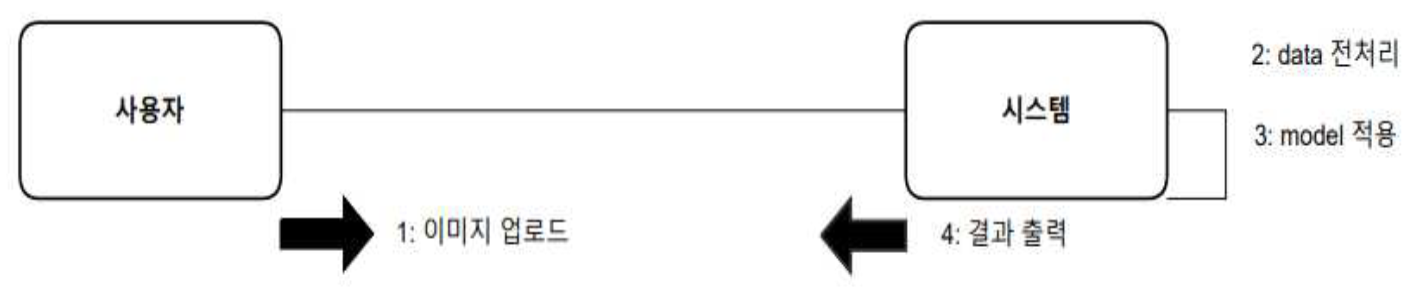 사용자
시스템
2: data 전처리
3: model 적용
1: 이미지 업로드
4: 결과 출력